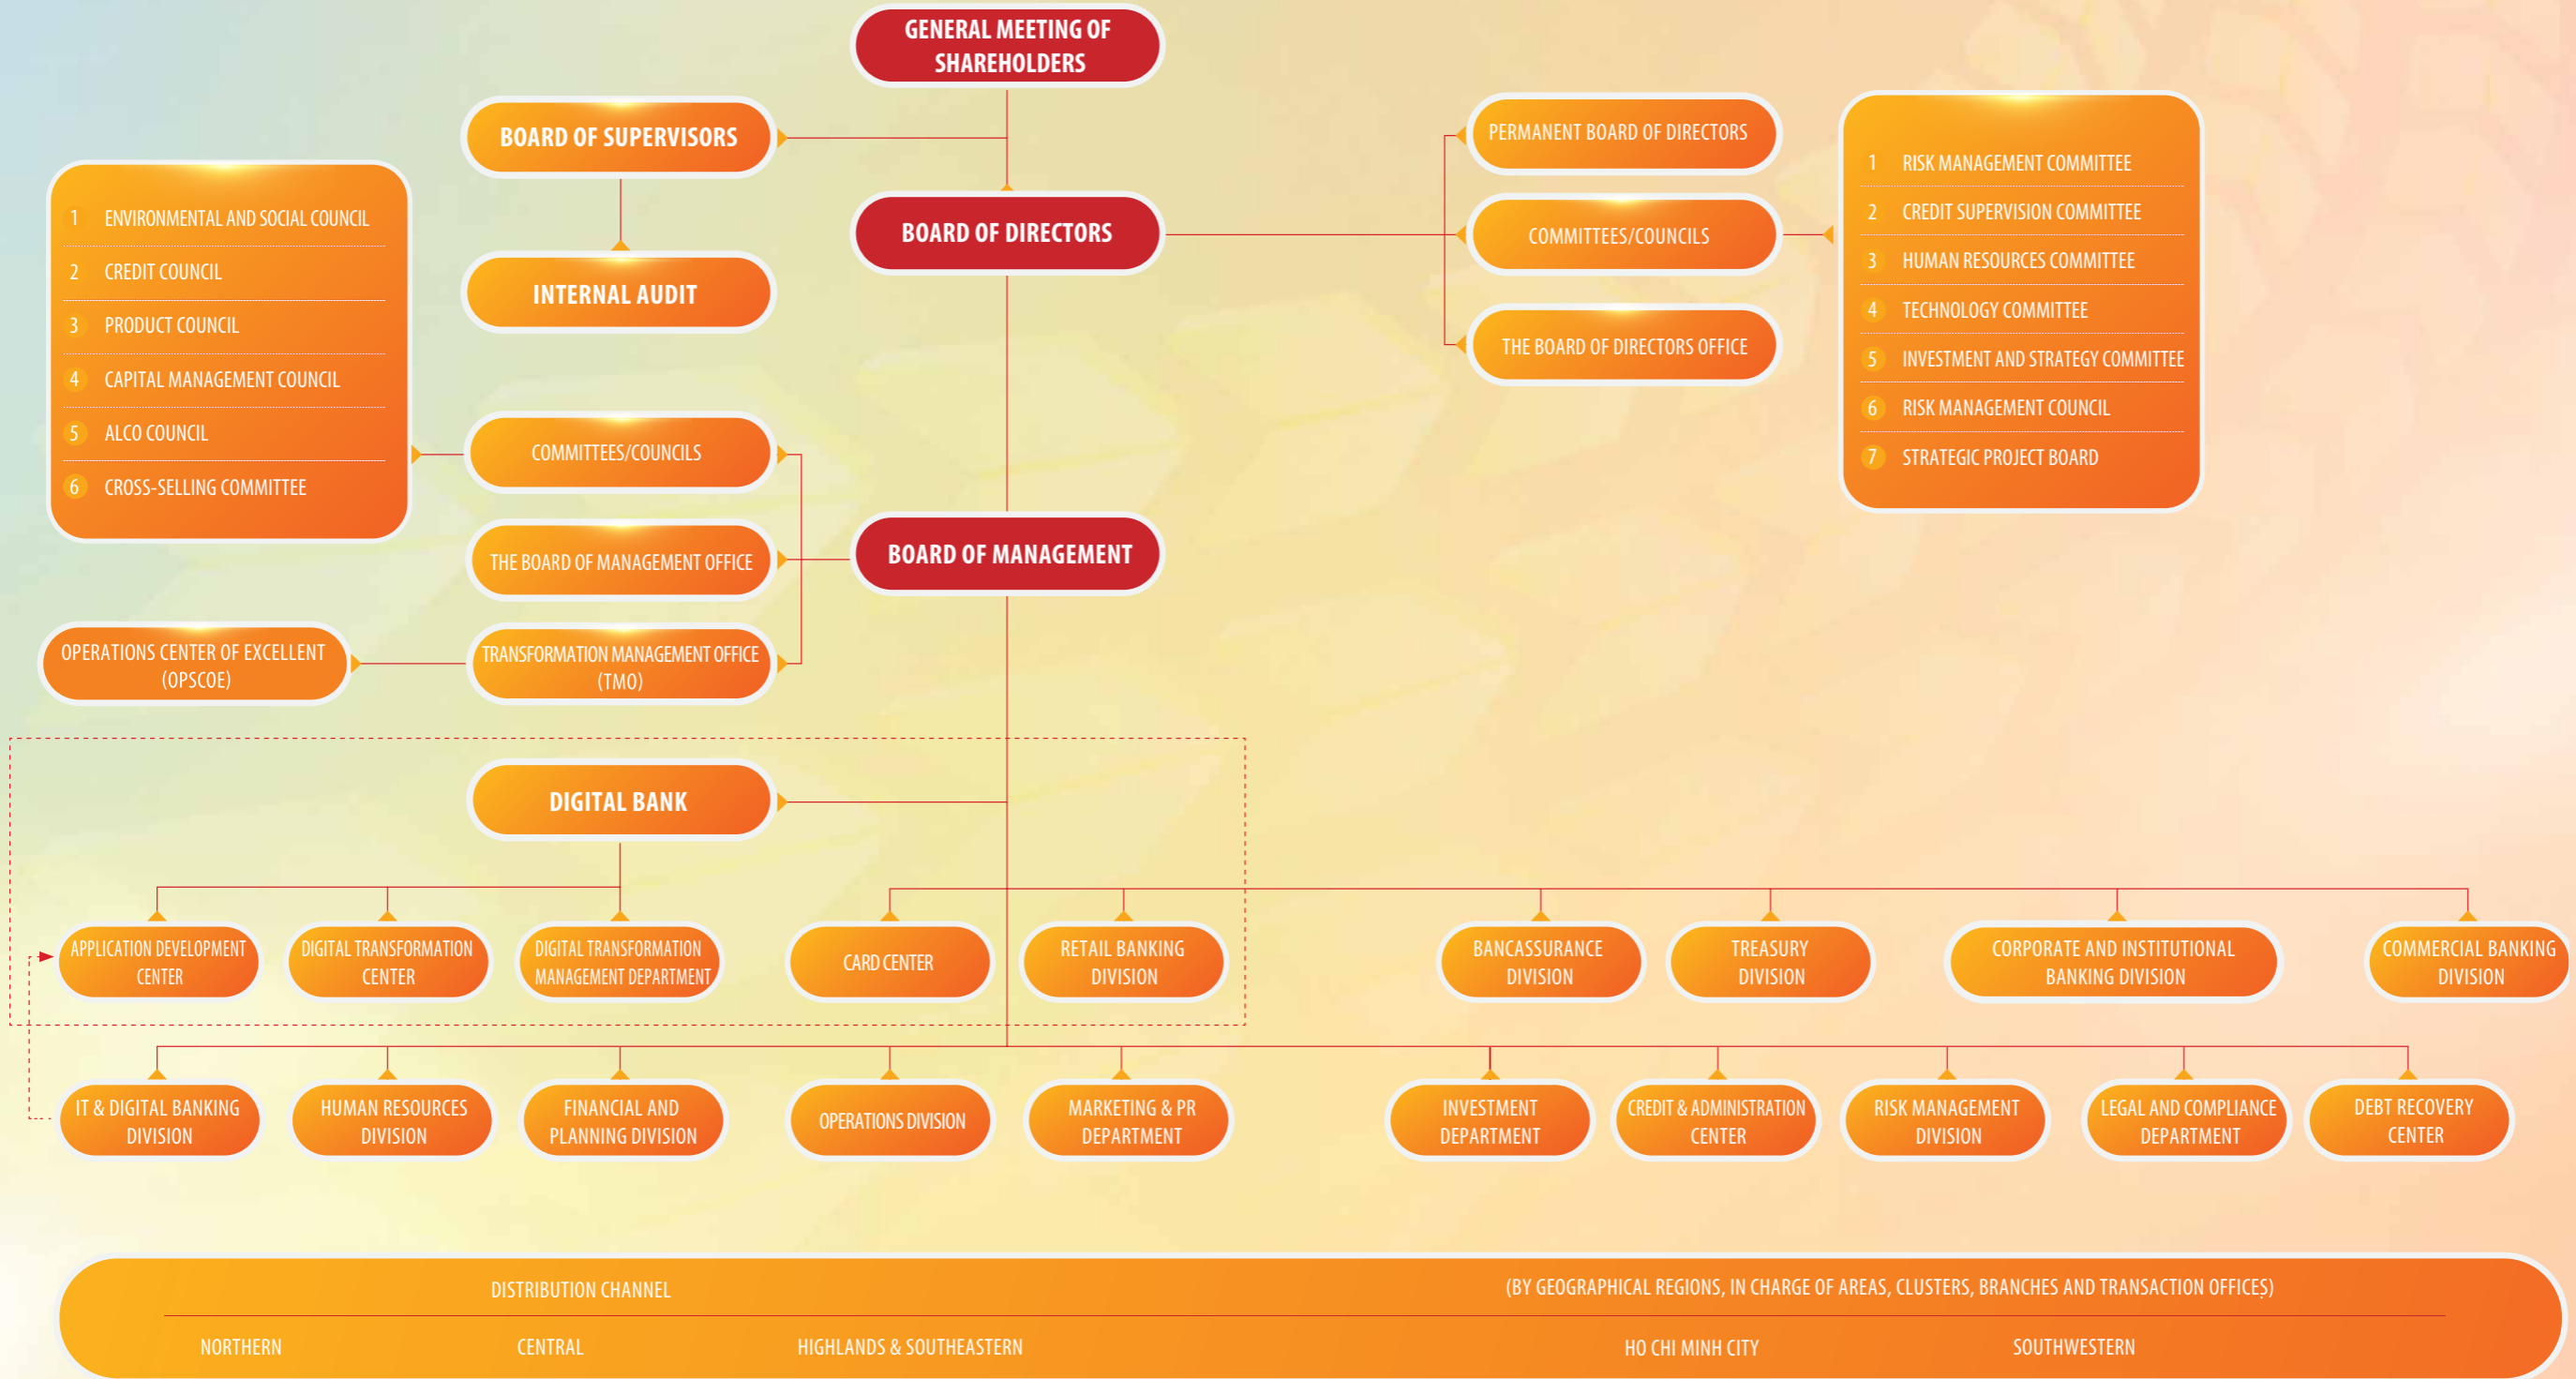 GENERAL MEETING OF
SHAREHOLDERS
BOARD OF SUPERVISORS
INTERNAL AUDIT
BOARD OF DIRECTORS
PERMANENT BOARD OF DIRECTORS
COMMITTEES/COUNCILS
THE BOARD OF DIRECTORS OFFICE
1 RISK MANAGEMENT COMMITTEE
2 CREDIT SUPERVISION COMMITTEE
3 HUMAN RESOURCES COMMITTEE
4 TECHNOLOGY COMMITTEE
5 INVESTMENT AND STRATEGY COMMITTEE
6 RISK MANAGEMENT COUNCIL
7 STRATEGIC PROJECT BOARD
1 ENVIRONMENTAL AND SOCIAL COUNCIL
2 CREDIT COUNCIL
3 PRODUCT COUNCIL
4 CAPITAL MANAGEMENT COUNCIL
5 ALCO COUNCIL
6 CROSS-SELLING COMMITTEE
COMMITTEES/COUNCILS
THE BOARD OF MANAGEMENT OFFICE
BOARD OF MANAGEMENT
OPERATIONS CENTER OF EXCELLENT
(OPSCOE)
TRANSFORMATION MANAGEMENT OFFICE
(TMO)
DIGITAL BANK
APPLICATION DEVELOPMENT
CENTER
DIGITAL TRANSFORMATION
CENTER
DIGITAL TRANSFORMATION
MANAGEMENT DEPARTMENT
CARD CENTER
RETAIL BANKING
DIVISION
BANCASSURANCE
DIVISION
TREASURY
DIVISION
CORPORATE AND INSTITUTIONAL
BANKING DIVISION
COMMERCIAL BANKING
DIVISION
IT & DIGITAL BANKING
DIVISION
HUMAN RESOURCES
DIVISION
FINANCIAL AND
PLANNING DIVISION
OPERATIONS DIVISION
MARKETING & PR
DEPARTMENT
INVESTMENT
DEPARTMENT
CREDIT & ADMINISTRATION
CENTER
RISK MANAGEMENT
DIVISION
LEGAL AND COMPLIANCE
DEPARTMENT
DEBT RECOVERY
CENTER
DISTRIBUTION CHANNEL
(BY GEOGRAPHICAL REGIONS, IN CHARGE OF AREAS, CLUSTERS, BRANCHES AND TRANSACTION OFFICES)
NORTHERN
CENTRAL
HIGHLANDS & SOUTHEASTERN
HO CHI MINH CITY
SOUTHWESTERN